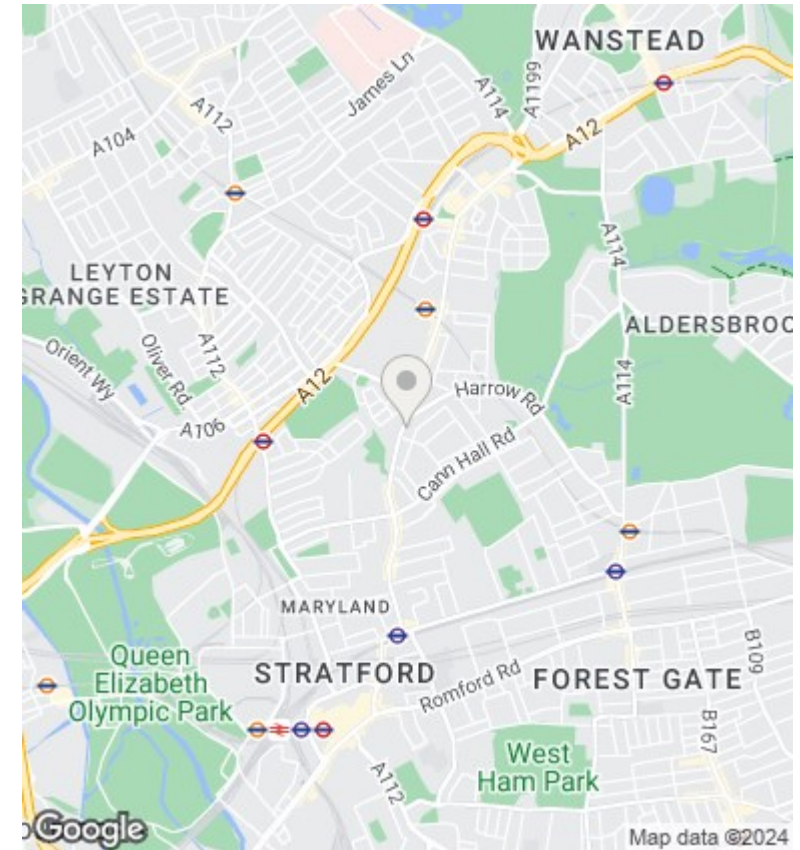 WANSTEAD
James Ln
A114
A1199
A112
A104
A12
LEYTON
GRANGE ESTATE
A114
ALDERSBROO
Oliver Rd.
A112
Orient Wy
A12
A114
Harrow Rd
A106
Cann Hall Rd
MARYLAND
B109
Queen
Elizabeth
Olympic Park
STRATFORD
Romford Rd
FOREST GATE
B167
West
Ham Park
A112
Google
Map data ©2024